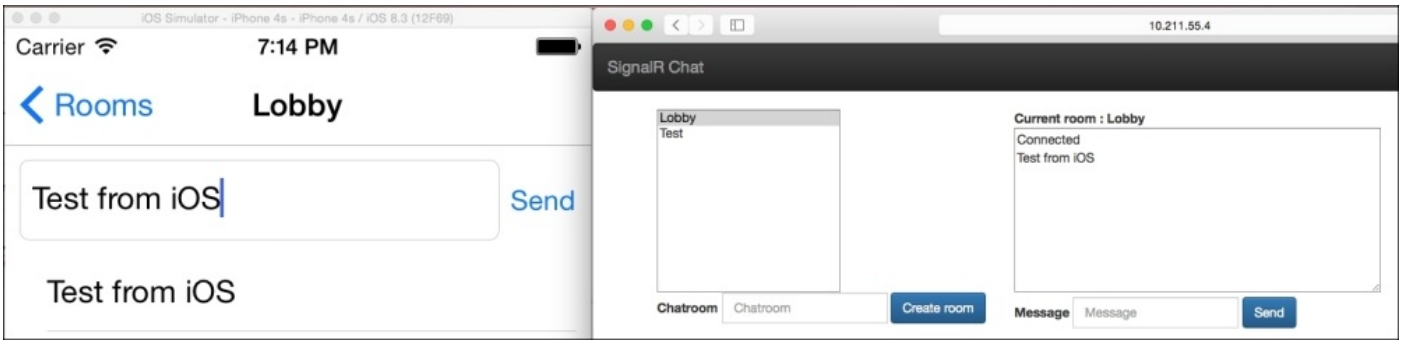 iOS Simulator - iPhone 4s - iPhone 4s / iOS 8.3 (12F69)
Carrier 7:14 PM
Rooms Lobby
Test from iOS Send
Test from iOS
10.211.55.4
SignalR Chat
Lobby
Test
Chatroom Chatroom Create room
Current room : Lobby
Connected
Test from iOS
Message Message Send